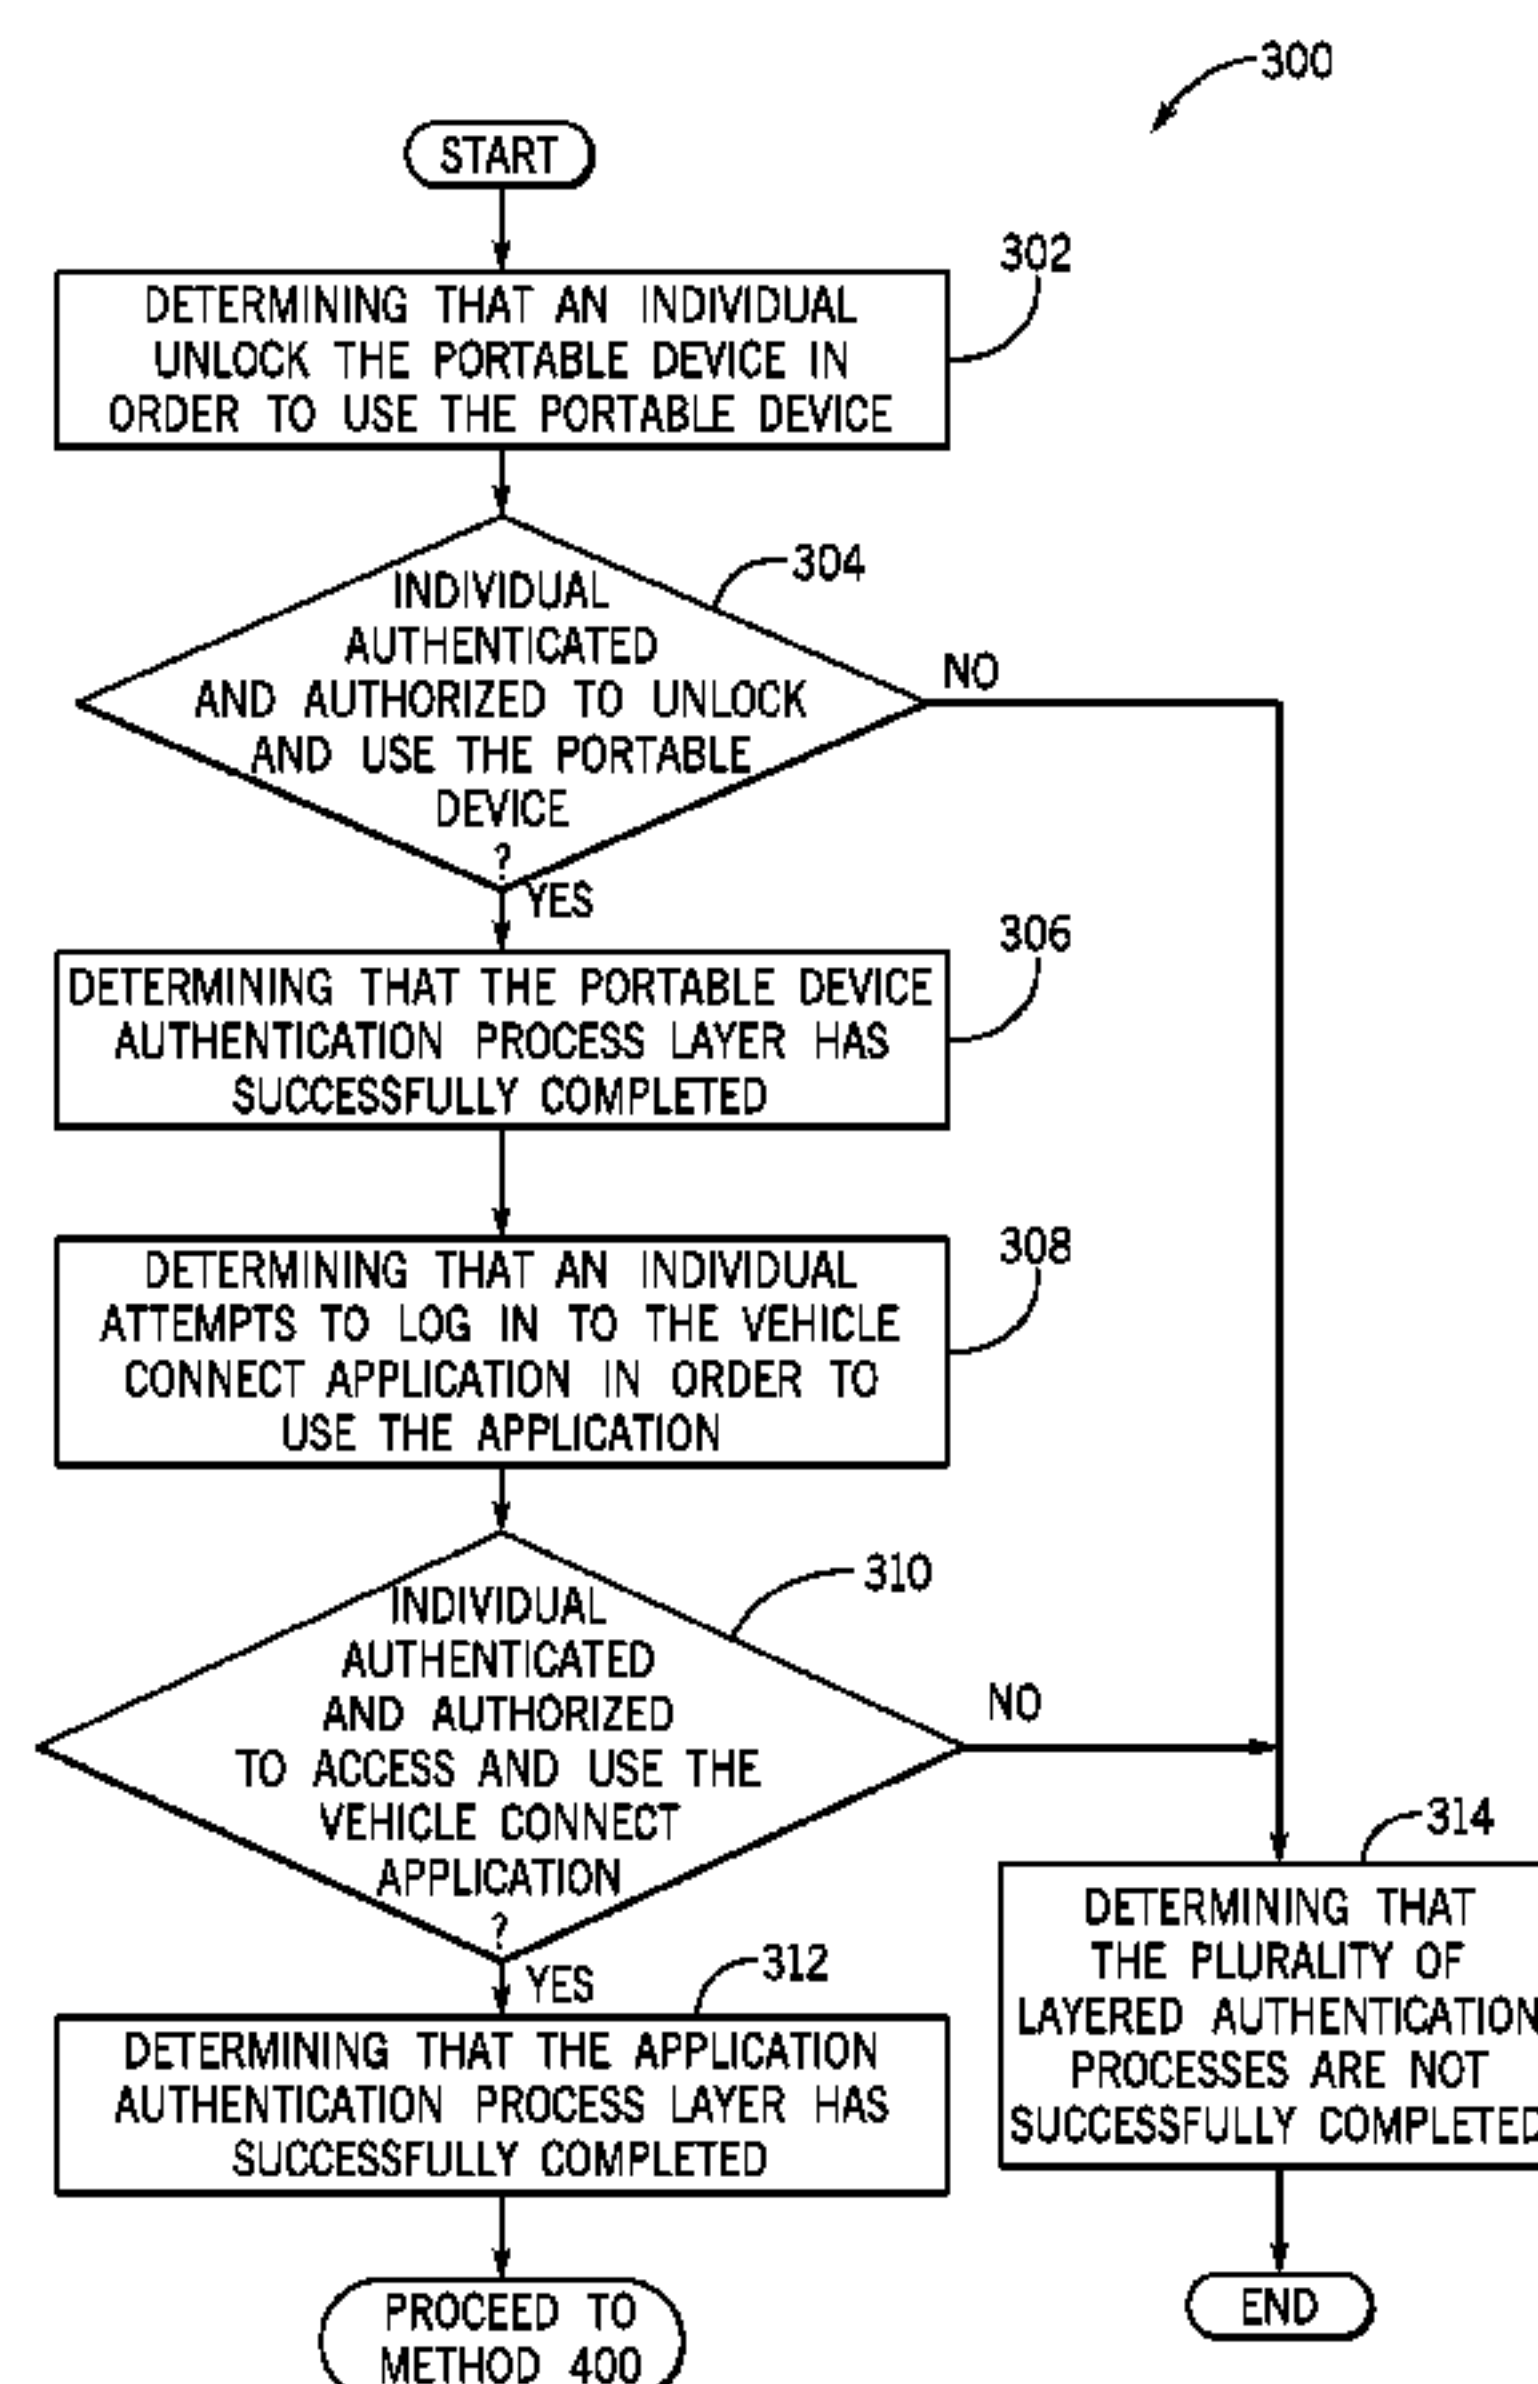 300
START
302
DETERMINING THAT AN INDIVIDUAL
UNLOCK THE PORTABLE DEVICE IN
ORDER TO USE THE PORTABLE DEVICE
304
INDIVIDUAL
AUTHENTICATED
AND AUTHORIZED TO UNLOCK
AND USE THE PORTABLE
DEVICE
?
NO
YES
306
DETERMINING THAT THE PORTABLE DEVICE
AUTHENTICATION PROCESS LAYER HAS
SUCCESSFULLY COMPLETED
308
DETERMINING THAT AN INDIVIDUAL
ATTEMPTS TO LOG IN TO THE VEHICLE
CONNECT APPLICATION IN ORDER TO
USE THE APPLICATION
310
INDIVIDUAL
AUTHENTICATED
AND AUTHORIZED
TO ACCESS AND USE THE
VEHICLE CONNECT
APPLICATION
?
NO
YES
312
DETERMINING THAT THE APPLICATION
AUTHENTICATION PROCESS LAYER HAS
SUCCESSFULLY COMPLETED
PROCEED TO
METHOD 400
314
DETERMINING THAT
THE PLURALITY OF
LAYERED AUTHENTICATION
PROCESSES ARE NOT
SUCCESSFULLY COMPLETED
END